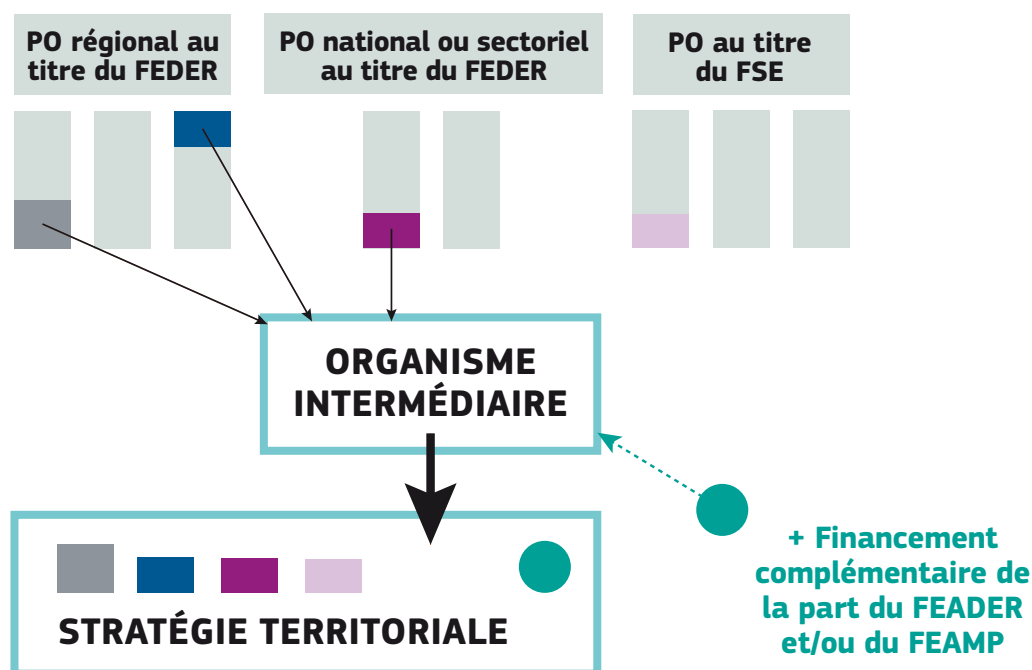 PO régional au
titre du FEDER
PO national ou sectoriel
au titre du FEDER
PO au titre
du FSE
ORGANISME
INTERMÉDIAIRE
+ Financement
complémentaire de
la part du FEADER
et/ou du FEAMP
STRATÉGIE TERRITORIALE